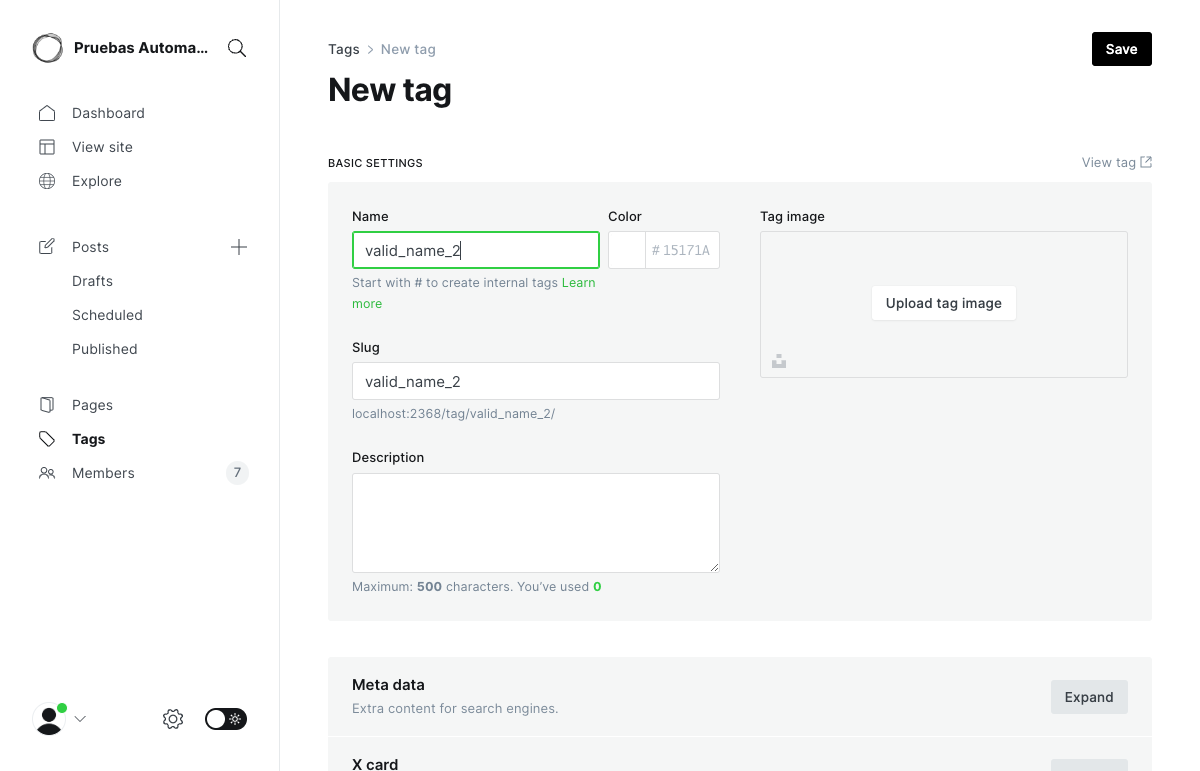 Pruebas Automa...
Dashboard
View site
Explore
Posts
Drafts
Scheduled
Published
Pages
Tags
Members
7
Tags > New tag
Save
New tag
BASIC SETTINGS
View tag
Name
valid_name_2
Start with # to create internal tags Learn
more
Color
# 15171A
Slug
valid_name_2
localhost:2368/tag/valid_name_2/
Description
Maximum: 500 characters. You've used 0
Tag image
Upload tag image
Meta data
Extra content for search engines.
Expand
X card